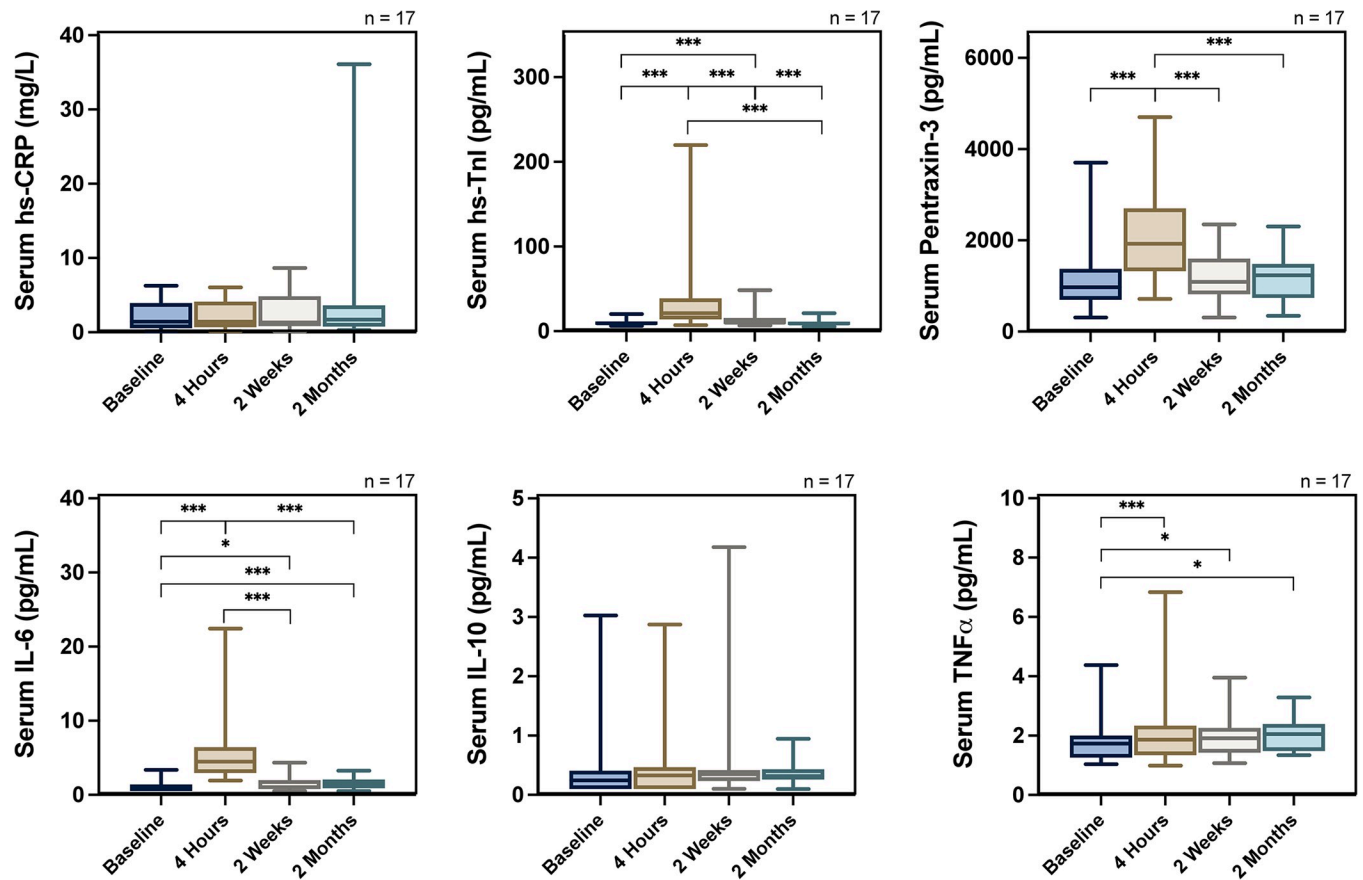 n = 17
Serum hs-CRP (mg/L)
40
30
20
10
0
Baseline
4 Hours
2 Weeks
2 Months
n = 17
Serum hs-TnI (pg/mL)
300
200
100
0
***
***
***
***
***
Baseline
4 Hours
2 Weeks
2 Months
n = 17
Serum Pentraxin-3 (pg/mL)
6000
4000
2000
0
***
***
***
Baseline
4 Hours
2 Weeks
2 Months
n = 17
Serum IL-6 (pg/mL)
40
30
20
10
0
***
***
*
***
***
Baseline
4 Hours
2 Weeks
2 Months
n = 17
Serum IL-10 (pg/mL)
5
4
3
2
1
0
Baseline
4 Hours
2 Weeks
2 Months
n = 17
Serum TNFα (pg/mL)
10
8
6
4
2
0
***
*
*
Baseline
4 Hours
2 Weeks
2 Months